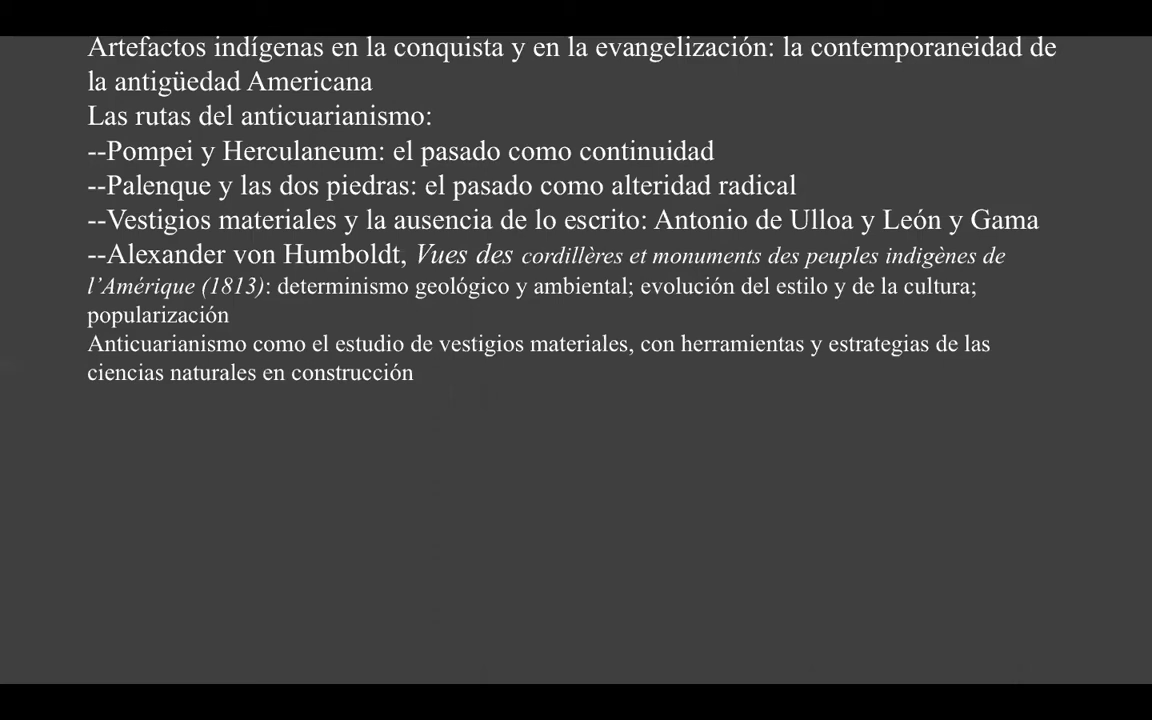 Artefactos indígenas en la conquista y en la evangelización: la contemporaneidad de
la antigüedad Americana
Las rutas del anticuarianismo:
--Pompei y Herculaneum: el pasado como continuidad
--Palenque y las dos piedras: el pasado como alteridad radical
--Vestigios materiales y la ausencia de lo escrito: Antonio de Ulloa y León y Gama
--Alexander von Humboldt, Vues des cordillères et monuments des peuples indigènes de
l’Amérique (1813): determinismo geológico y ambiental; evolución del estilo y de la cultura;
popularización
Anticuarianismo como el estudio de vestigios materiales, con herramientas y estrategias de las
ciencias naturales en construcción